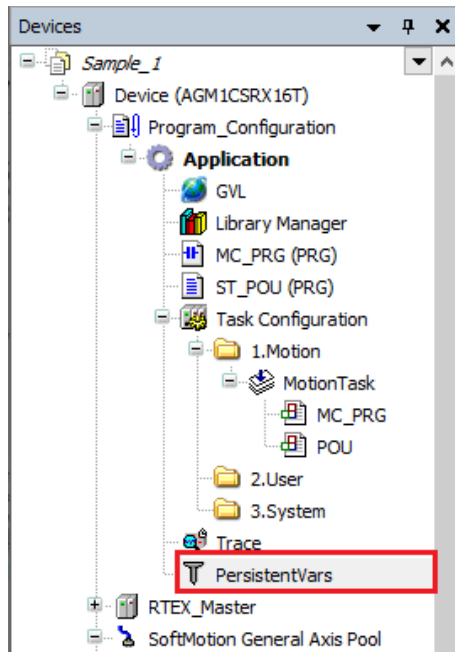 Devices
Sample_1
Device (AGM1CSRX16T)
Program_Configuration
Application
GVL
Library Manager
MC_PRG (PRG)
ST_POU (PRG)
Task Configuration
1.Motion
MotionTask
MC_PRG
POU
2.User
3.System
Trace
PersistentVars
RTEX_Master
SoftMotion General Axis Pool